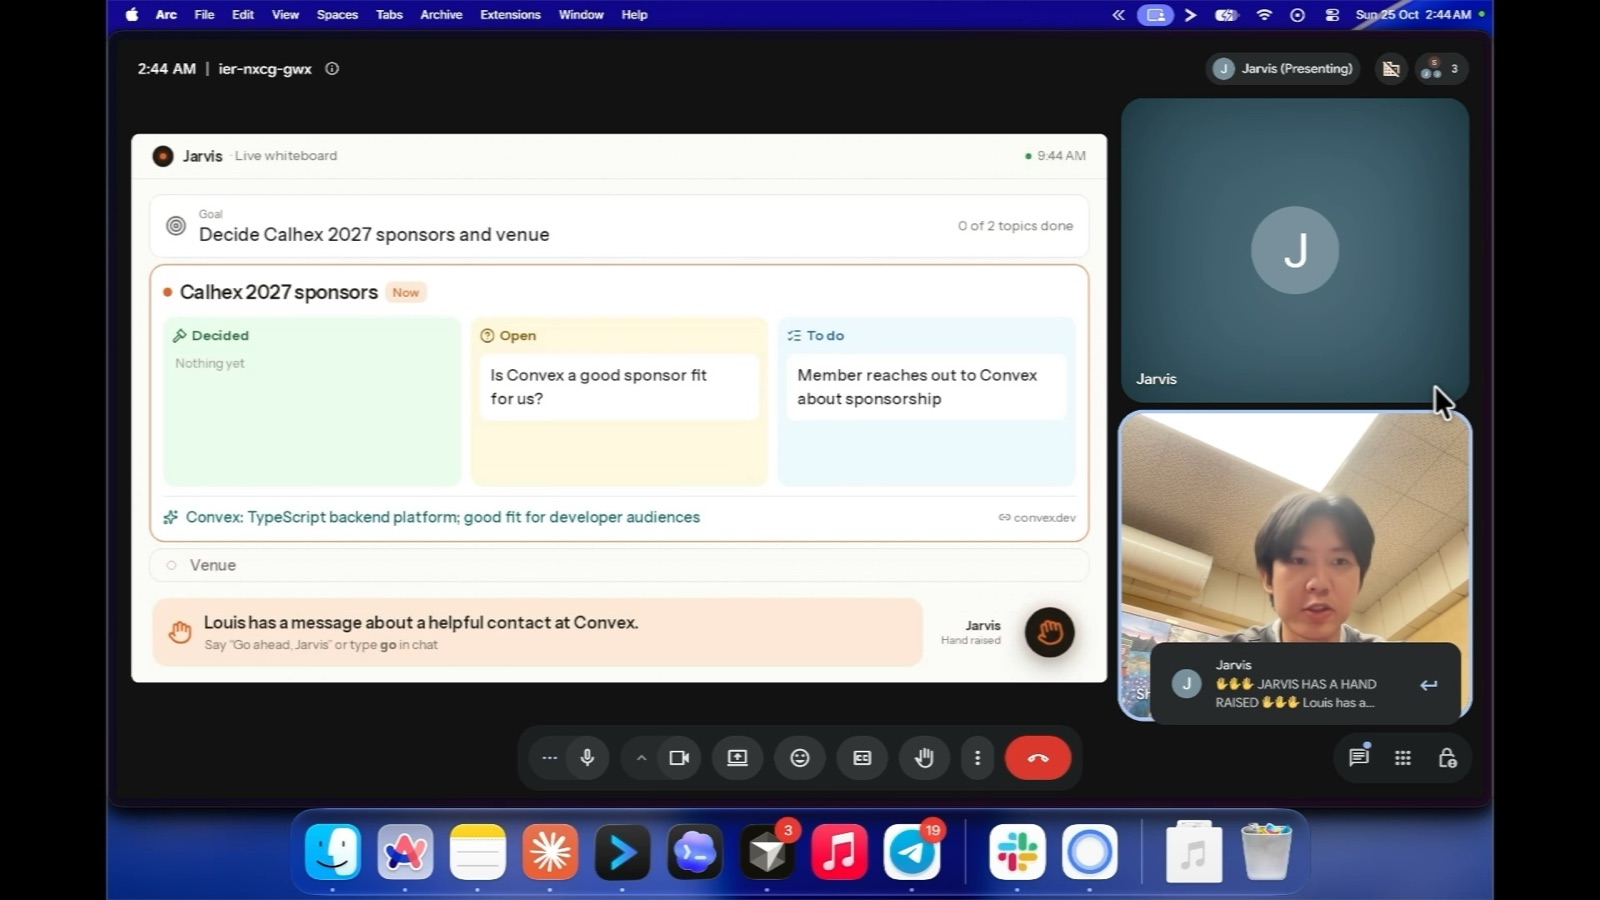 Arc File Edit View Spaces Tabs Archive Extensions Window Help
Sun 25 Oct 2:44 AM
2:44 AM | ier-nxcg-gwx
J Jarvis (Presenting)
S
3
Jarvis · Live whiteboard
9:44 AM
Goal
Decide Calhex 2027 sponsors and venue
0 of 2 topics done
Calhex 2027 sponsors Now
Decided
Nothing yet
Open
Is Convex a good sponsor fit
for us?
To do
Member reaches out to Convex
about sponsorship
Convex: TypeScript backend platform; good fit for developer audiences
convex.dev
Venue
Louis has a message about a helpful contact at Convex.
Say "Go ahead, Jarvis" or type go in chat
Jarvis
Hand raised
J
Jarvis
J
Jarvis
✋✋✋ JARVIS HAS A HAND
RAISED ✋✋✋ Louis has a...
CC
3
19